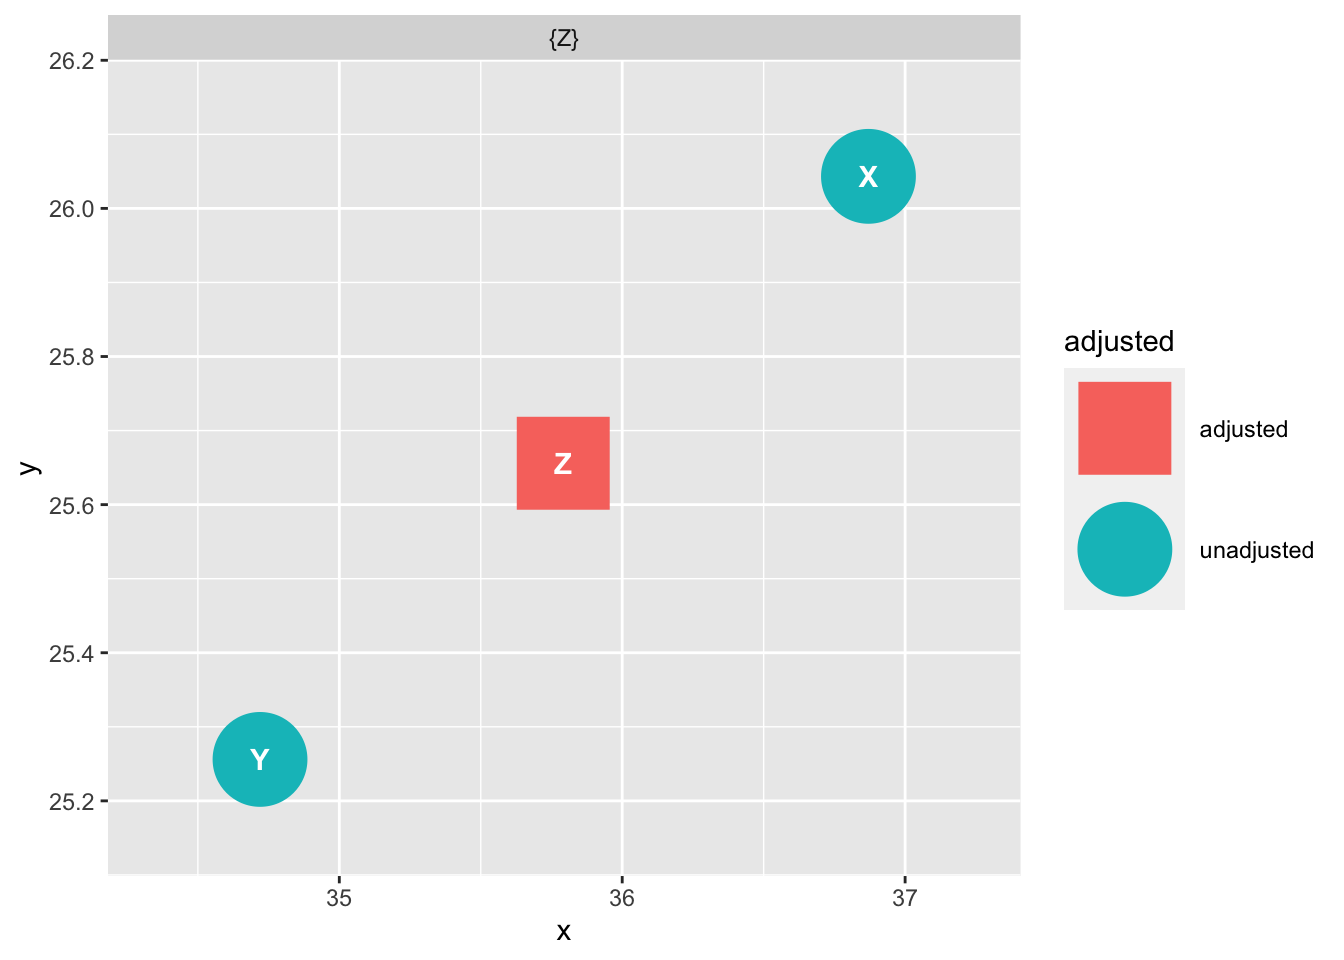 {Z}
26.2
26.0
25.8
25.6
25.4
25.2
y
X
Z
Y
35 36 37
x
adjusted
adjusted
unadjusted